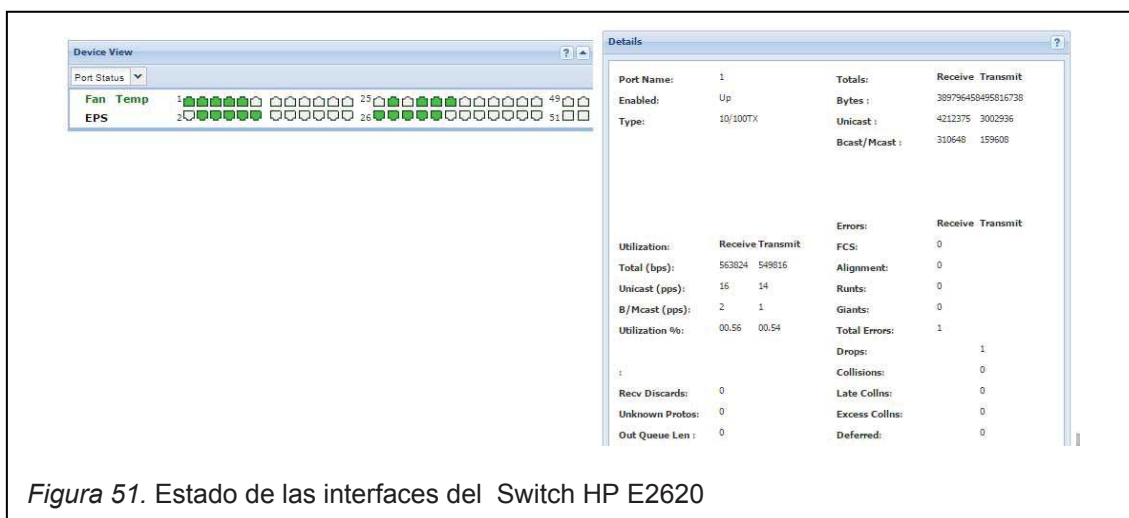 Device View
?
Port Status
Fan Temp
EPS
1
25
49
2
26
51
Details
?
Port Name: 1
Enabled: Up
Type: 10/100TX
Totals: Receive Transmit
Bytes : 389796458495816738
Unicast : 4212375 3002936
Bcast/Mcast : 310648 159608
Utilization: Receive Transmit
Total (bps): 563824 549816
Unicast (pps): 16 14
B/Mcast (pps): 2 1
Utilization %: 00.56 00.54
:
Recv Discards: 0
Unknown Protos: 0
Out Queue Len : 0
Errors: Receive Transmit
FCS: 0
Alignment: 0
Runts: 0
Giants: 0
Total Errors: 1
Drops: 1
Collisions: 0
Late Collns: 0
Excess Collns: 0
Deferred: 0
Figura 51. Estado de las interfaces del Switch HP E2620